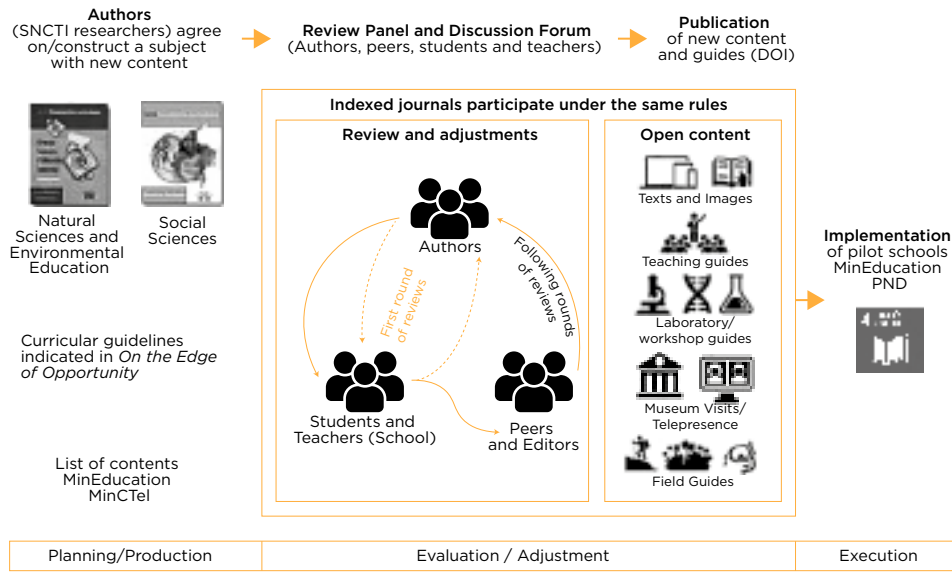 Authors
(SNCTI researchers) agree
on/construct a subject
with new content
Review Panel and Discussion Forum
(Authors, peers, students and teachers)
Publication
of new content
and guides (DOI)
Indexed journals participate under the same rules
Natural
Sciences and
Environmental
Education
Social
Sciences
Curricular guidelines
indicated in On the Edge
of Opportunity
List of contents
MinEducation
MinCTeI
Review and adjustments
Authors
First round
of reviews
Following rounds
of reviews
Students and
Teachers (School)
Peers
and Editors
Open content
Texts and Images
Teaching guides
Laboratory/
workshop guides
Museum Visits/
Telepresence
Field Guides
Implementation
of pilot schools
MinEducation
PND
4
Planning/Production
Evaluation / Adjustment
Execution